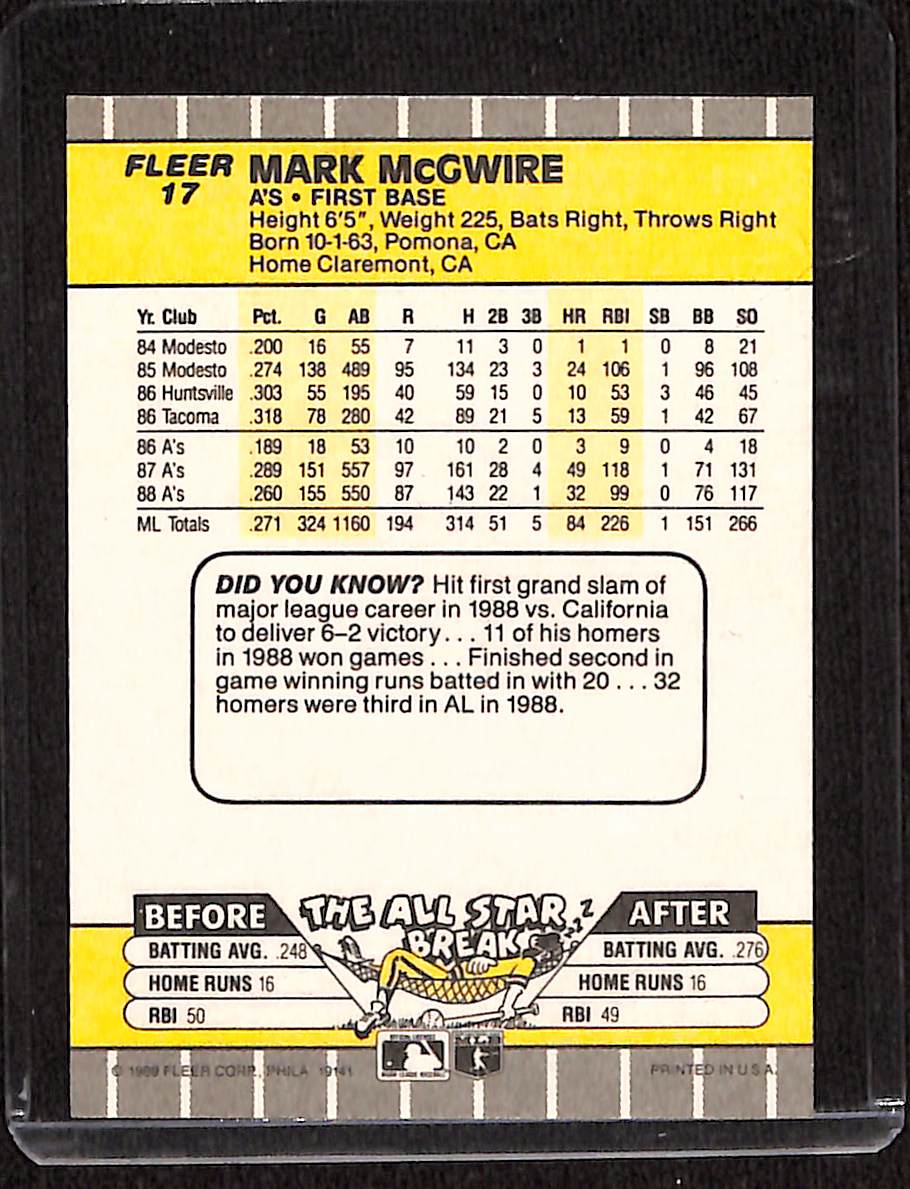 FLEER MARK McGWIRE
17 A'S • FIRST BASE
Height 6'5", Weight 225, Bats Right, Throws Right
Born 10-1-63, Pomona, CA
Home Claremont, CA
Yr. Club Pct. G AB R H 2B 3B HR RBI SB BB SO
84 Modesto .200 16 55 7 11 3 0 1 1 0 8 21
85 Modesto .274 138 489 95 134 23 3 24 106 1 96 108
86 Huntsville .303 55 195 40 59 15 0 10 53 3 46 45
86 Tacoma .318 78 280 42 89 21 5 13 59 1 42 67
86 A's .189 18 53 10 10 2 0 3 9 0 4 18
87 A's .289 151 557 97 161 28 4 49 118 1 71 131
88 A's .260 155 550 87 143 22 1 32 99 0 76 117
ML Totals .271 324 1160 194 314 51 5 84 226 1 151 266
DID YOU KNOW? Hit first grand slam of
major league career in 1988 vs. California
to deliver 6–2 victory... 11 of his homers
in 1988 won games ... Finished second in
game winning runs batted in with 20 ... 32
homers were third in AL in 1988.
BEFORE THE ALL STAR BREAK AFTER
BATTING AVG. .248 BATTING AVG. .276
HOME RUNS 16 HOME RUNS 16
RBI 50 RBI 49
© 1989 FLEER CORP., PHILA 19141 PRINTED IN U.S.A.